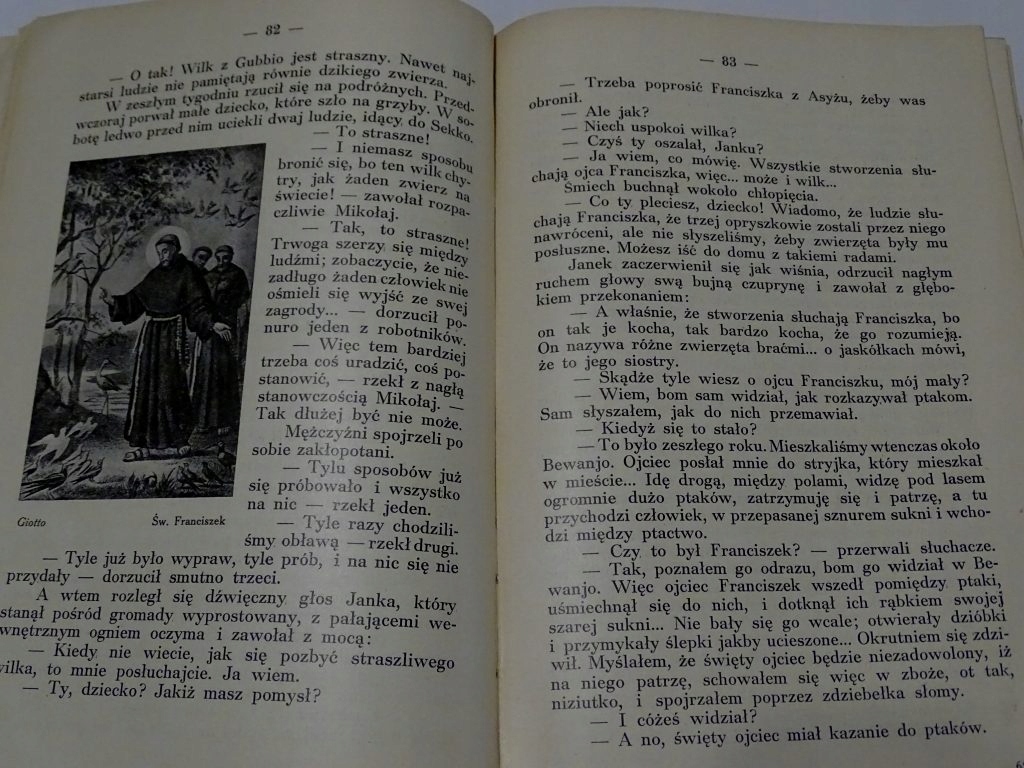 — 82 —
— O tak! Wilk z Gubbio jest straszny. Nawet naj-
starsi ludzie nie pamiętają równie dzikiego zwierza.
W zeszłym tygodniu rzucił się na podróżnych. Przed-
wczoraj porwał małe dziecko, które szło na grzyby. W so-
botę ledwo przed nim uciekli dwaj ludzie, idący do Sekko.
— To straszne!
— I niemasz sposobu
bronić się, bo ten wilk chy-
try, jak żaden zwierz na
świecie! — zawołał rozpa-
czliwie Mikołaj.
— Tak, to straszne!
Trwoga szerzy się między
ludźmi; zobaczycie, że nie-
zadługo żaden człowiek nie
ośmieli się wyjść ze swej
zagrody... — dorzucił po-
nuro jeden z robotników.
— Więc tem bardziej
trzeba coś uradzić, coś po-
stanowić, — rzekł z nagłą
stanowczością Mikołaj. —
Tak dłużej być nie może.
Mężczyźni spojrzeli po
sobie zakłopotani.
— Tylu sposobów już
się próbowało i wszystko
na nic — rzekł jeden.
— Tyle razy chodzili-
śmy obławą — rzekł drugi.
Giotto Św. Franciszek
— Tyle już było wypraw, tyle prób, i na nic się nie
przydały — dorzucił smutno trzeci.
A wtem rozległ się dźwięczny głos Janka, który
stanął pośród gromady wyprostowany, z pałającemi we-
wnętrznym ogniem oczyma i zawołał z mocą:
— Kiedy nie wiecie, jak się pozbyć straszliwego
wilka, to mnie posłuchajcie. Ja wiem.
— Ty, dziecko? Jakiż masz pomysł?
— 83 —
— Trzeba poprosić Franciszka z Asyżu, żeby was
obronił.
— Ale jak?
— Niech uspokoi wilka?
— Czyś ty oszalał, Janku?
— Ja wiem, co mówię. Wszystkie stworzenia słu-
chają ojca Franciszka, więc... może i wilk...
Śmiech buchnął wokoło chłopięcia.
— Co ty pleciesz, dziecko! Wiadomo, że ludzie słu-
chają Franciszka, że trzej opryszkowie zostali przez niego
nawróceni, ale nie słyszeliśmy, żeby zwierzęta były mu
posłuszne. Możesz iść do domu z takiemi radami.
Janek zaczerwienił się jak wiśnia, odrzucił nagłym
ruchem głowy swą bujną czuprynę i zawołał z głębo-
kiem przekonaniem:
— A właśnie, że stworzenia słuchają Franciszka, bo
on tak je kocha, tak bardzo kocha, że go rozumieją.
On nazywa różne zwierzęta braćmi... o jaskółkach mówi,
że to jego siostry.
— Skądże tyle wiesz o ojcu Franciszku, mój mały?
— Wiem, bom sam widział, jak rozkazywał ptakom.
Sam słyszałem, jak do nich przemawiał.
— Kiedyż się to stało?
— To było zeszłego roku. Mieszkaliśmy wtenczas około
Bewanjo. Ojciec posłał mnie do stryjka, który mieszkał
w mieście... Idę drogą, między polami, widzę pod lasem
ogromnie dużo ptaków, zatrzymuję się i patrzę, a tu
przychodzi człowiek, w przepasanej sznurem sukni i wcho-
dzi między ptactwo.
— Czy to był Franciszek? — przerwali słuchacze.
— Tak, poznałem go odrazu, bom go widział w Be-
wanjo. Więc ojciec Franciszek wszedł pomiędzy ptaki,
uśmiechnął się do nich, i dotknął ich rąbkiem swojej
szarej sukni... Nie bały się go wcale; otwierały dzióbki
i przymykały ślepki jakby ucieszone... Okrutniem się zdzi-
wił. Myślałem, że święty ojciec będzie niezadowolony, iż
na niego patrzę, schowałem się więc w zboże, ot tak,
niziutko, i spojrzałem poprzez zdziebełka słomy.
— I cóżeś widział?
— A no, święty ojciec miał kazanie do ptaków.